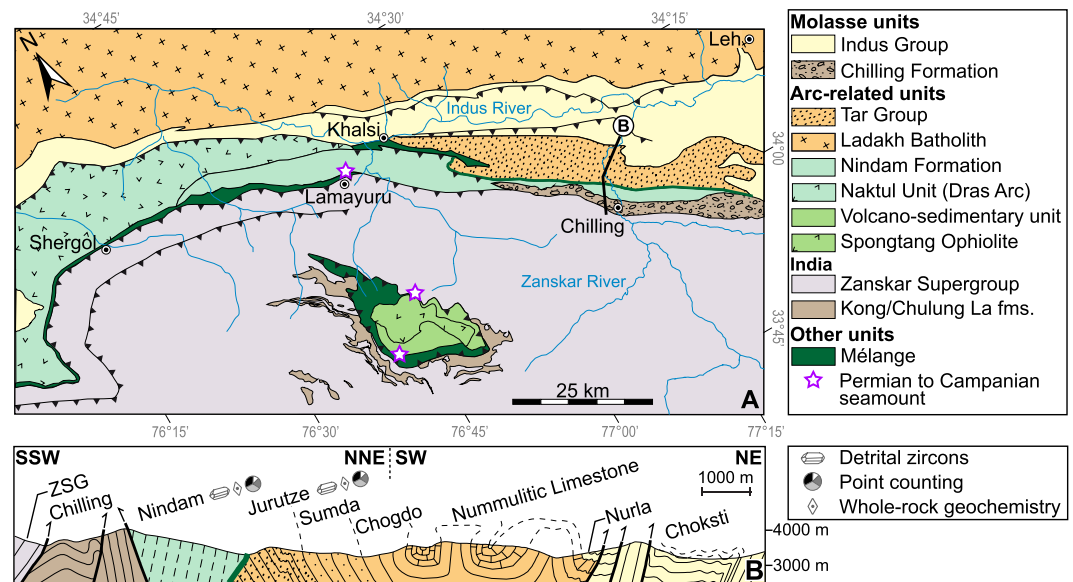 34°45'
34°30'
34°15'
N
Leh
Indus River
Khalsi
B
34°00
Lamayuru
Shergol
Chilling
Zanskar River
33°45'
25 km
A
76°15'
76°30'
76°45'
77°00'
77°15'
Molasse units
Indus Group
Chilling Formation
Arc-related units
Tar Group
Ladakh Batholith
Nindam Formation
Naktul Unit (Dras Arc)
Volcano-sedimentary unit
Spongtang Ophiolite
India
Zanskar Supergroup
Kong/Chulung La fms.
Other units
Mélange
Permian to Campanian
seamount
SSW
NNE
SW
NE
ZSG
Chilling
Nindam
Jurutze
Sumda
Chogdo
Nummulitic Limestone
Nurla
Choksti
1000 m
4000 m
3000 m
B
Detrital zircons
Point counting
Whole-rock geochemistry